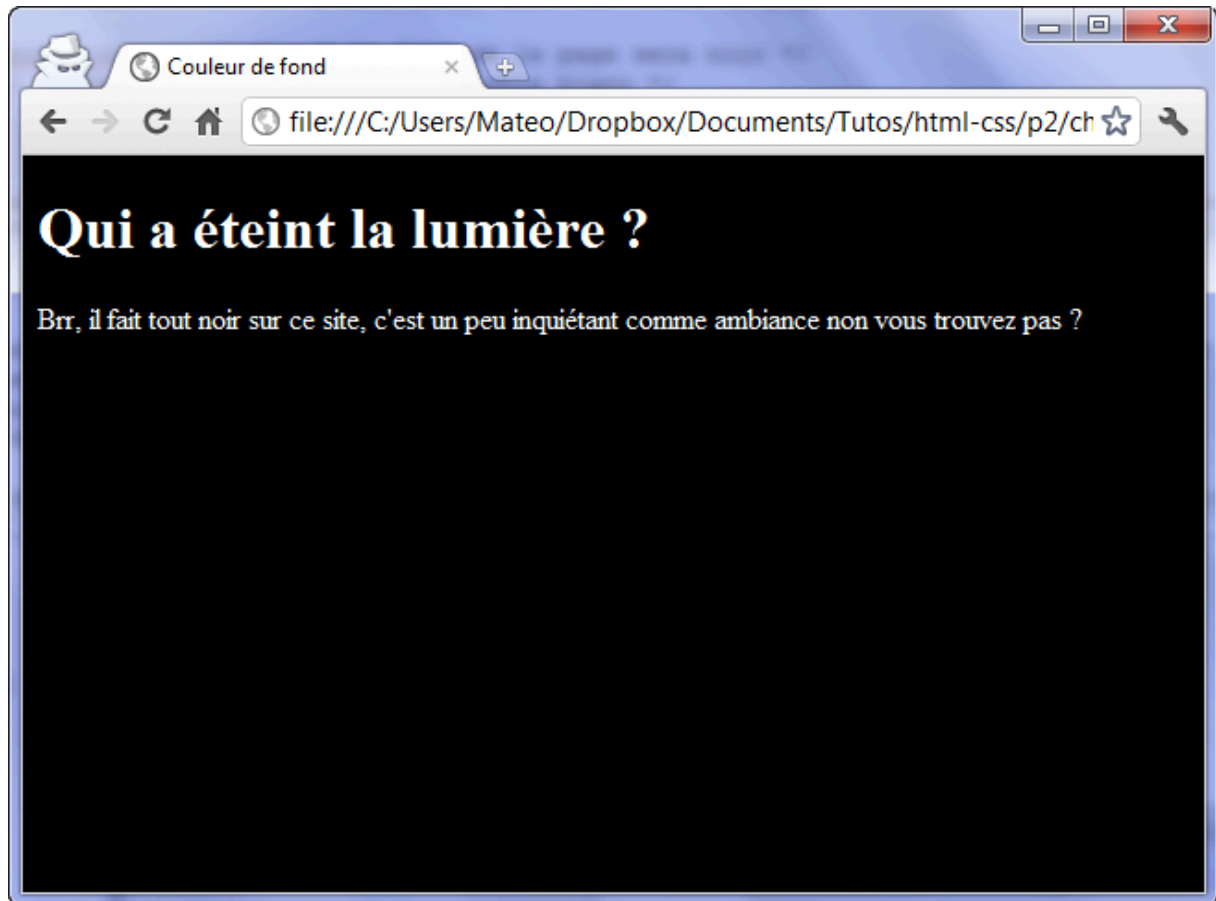 Couleur de fond
file:///C:/Users/Mateo/Dropbox/Documents/Tutos/html-css/p2/ch
Qui a éteint la lumière ?
Brr, il fait tout noir sur ce site, c'est un peu inquiétant comme ambiance non vous trouvez pas ?